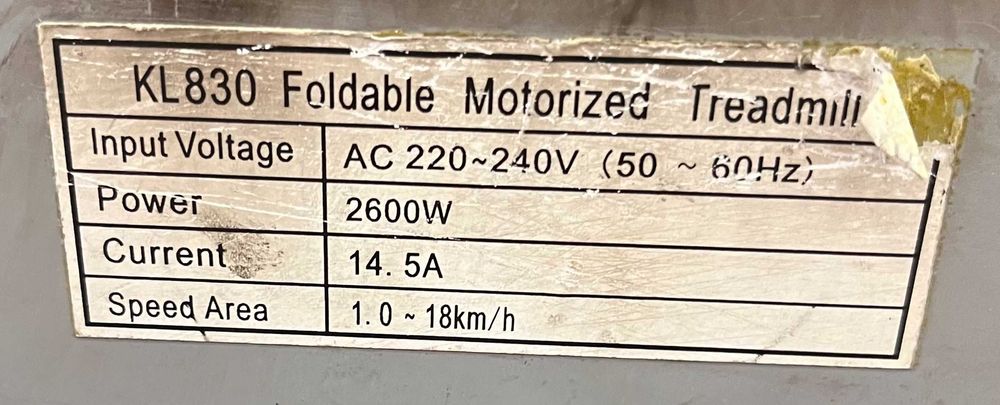 KL830 Foldable Motorized Treadmill
Input Voltage AC 220~240V (50 ~ 60Hz)
Power 2600W
Current 14. 5A
Speed Area 1. 0 ~ 18km/h